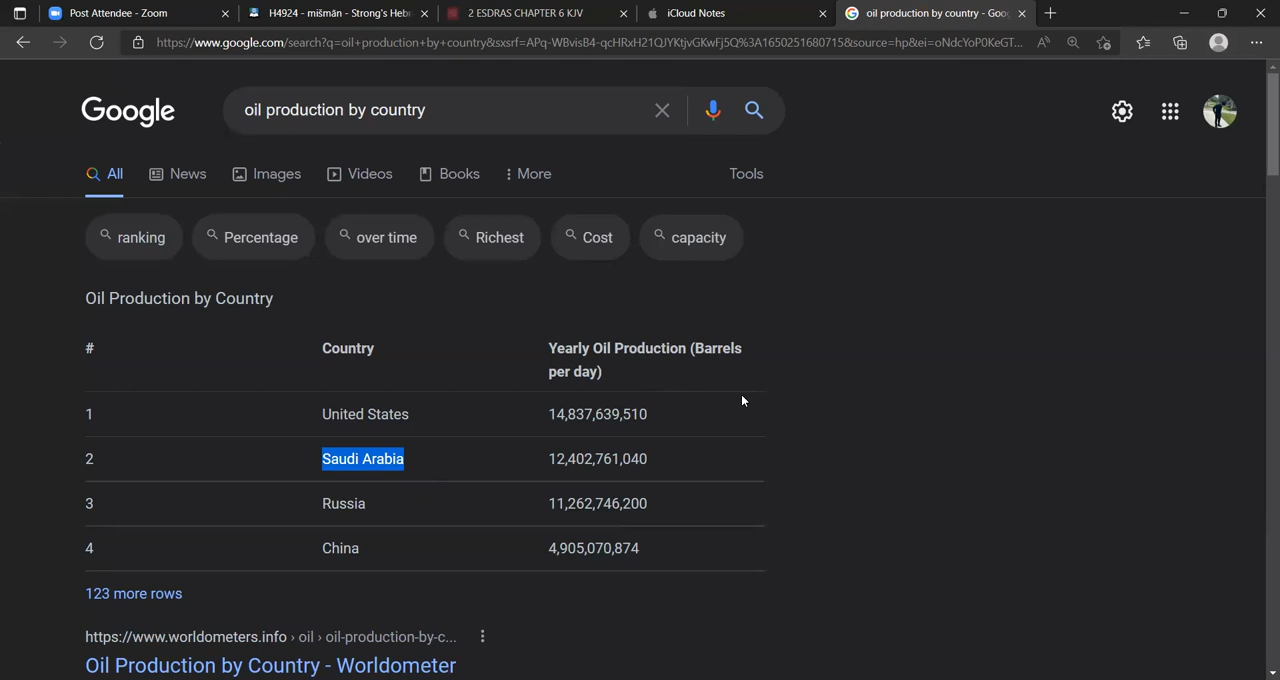 Post Attendee - Zoom
H4924 - mišmān - Strong's Heb
2 ESDRAS CHAPTER 6 KJV
iCloud Notes
oil production by country - Goo
https://www.google.com/search?q=oil+production+by+country&sxsrf=APq-WBvisB4-qcHRxH21QJYKtjvGKwFj5Q%3A1650251680715&source=hp&ei=oNdcYoP0KeGT...
Google
oil production by country
All
News
Images
Videos
Books
More
Tools
ranking
Percentage
over time
Richest
Cost
capacity
Oil Production by Country
# Country Yearly Oil Production (Barrels
per day)
1 United States 14,837,639,510
2 Saudi Arabia 12,402,761,040
3 Russia 11,262,746,200
4 China 4,905,070,874
123 more rows
https://www.worldometers.info › oil › oil-production-by-c...
Oil Production by Country - Worldometer